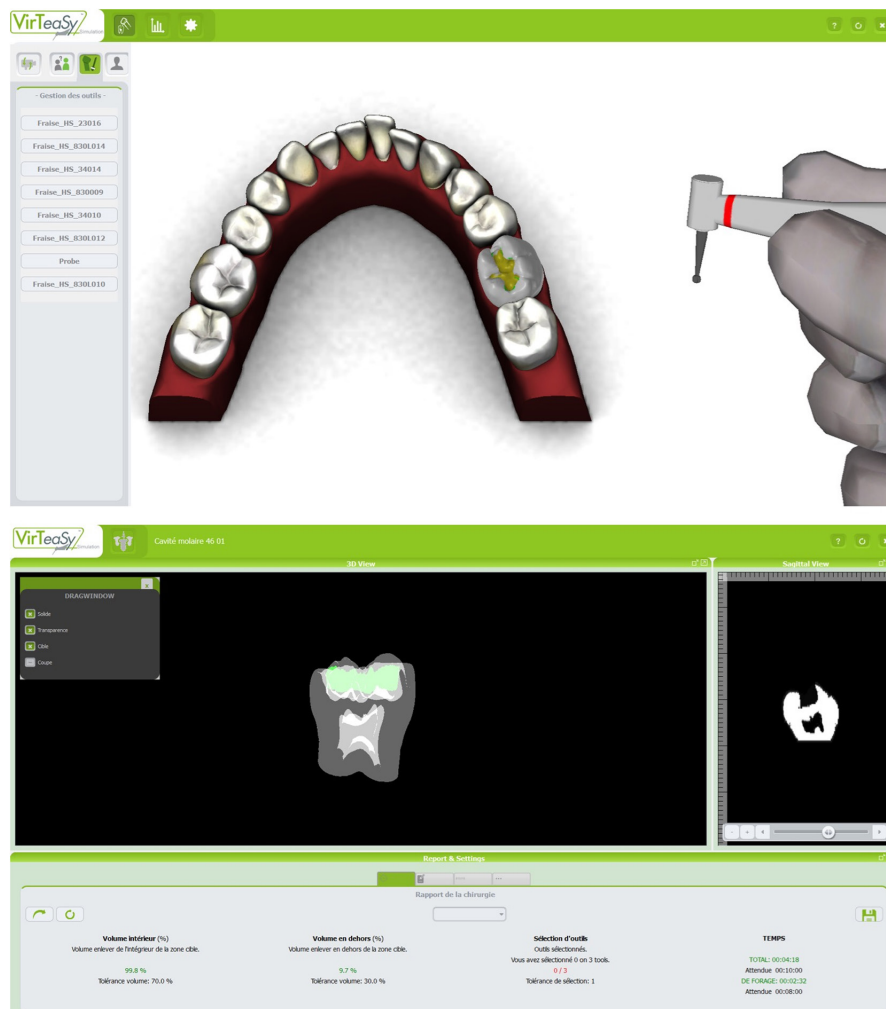 VirTeaSy
Simulation
?
- Gestion des outils -
Fraise_HS_23016
Fraise_HS_830L014
Fraise_HS_34014
Fraise_HS_830009
Fraise_HS_34010
Fraise_HS_830L012
Probe
Fraise_HS_830L010
VirTeaSy
Simulation
Cavité molaire 46 01
?
3D View
Sagittal View
DRAGWINDOW
Solide
Transparence
Cible
Coupe
Report & Settings
Rapport de la chirurgie
Volume intérieur (%)
Volume enlever de l'intégrieur de la zone cible.
99.8 %
Tolérance volume: 70.0 %
Volume en dehors (%)
Volume enlever en dehors de la zone cible.
9.7 %
Tolérance volume: 30.0 %
Sélection d'outils
Outils sélectionnés.
Vous avez sélectionné 0 on 3 tools.
0 / 3
Tolérance de sélection: 1
TEMPS
TOTAL: 00:04:18
Attendue 00:10:00
DE FORAGE: 00:02:32
Attendue 00:08:00